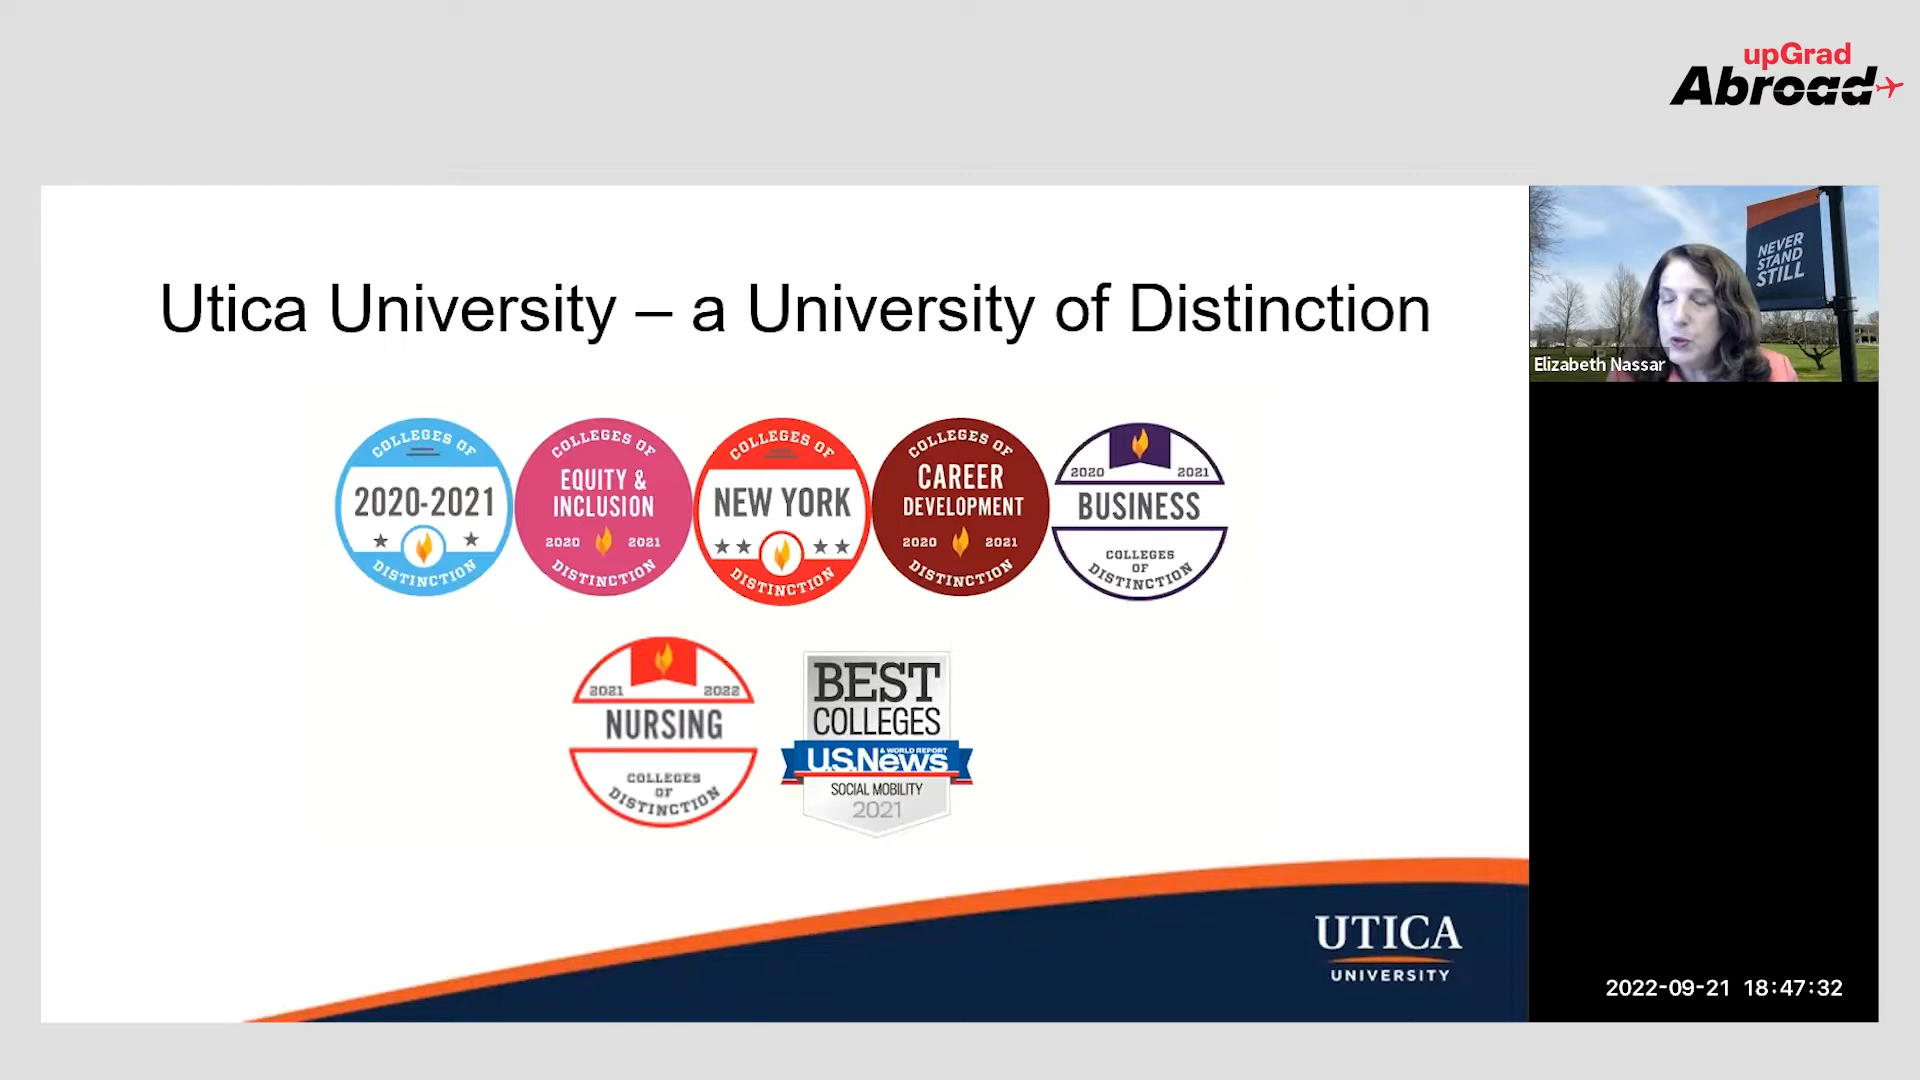 upGrad
Abroad
Utica University – a University of Distinction
NEVER
STAND
STILL
Elizabeth Nassar
COLLEGES OF
2020-2021
DISTINCTION
COLLEGES OF
EQUITY &
INCLUSION
2020 2021
DISTINCTION
COLLEGES OF
NEW YORK
DISTINCTION
COLLEGES OF
CAREER
DEVELOPMENT
2020 2021
DISTINCTION
2020 2021
BUSINESS
COLLEGES
OF
DISTINCTION
2021 2022
NURSING
COLLEGES
OF
DISTINCTION
BEST
COLLEGES
U.S.News
& WORLD REPORT
SOCIAL MOBILITY
2021
UTICA
UNIVERSITY
2022-09-21 18:47:32